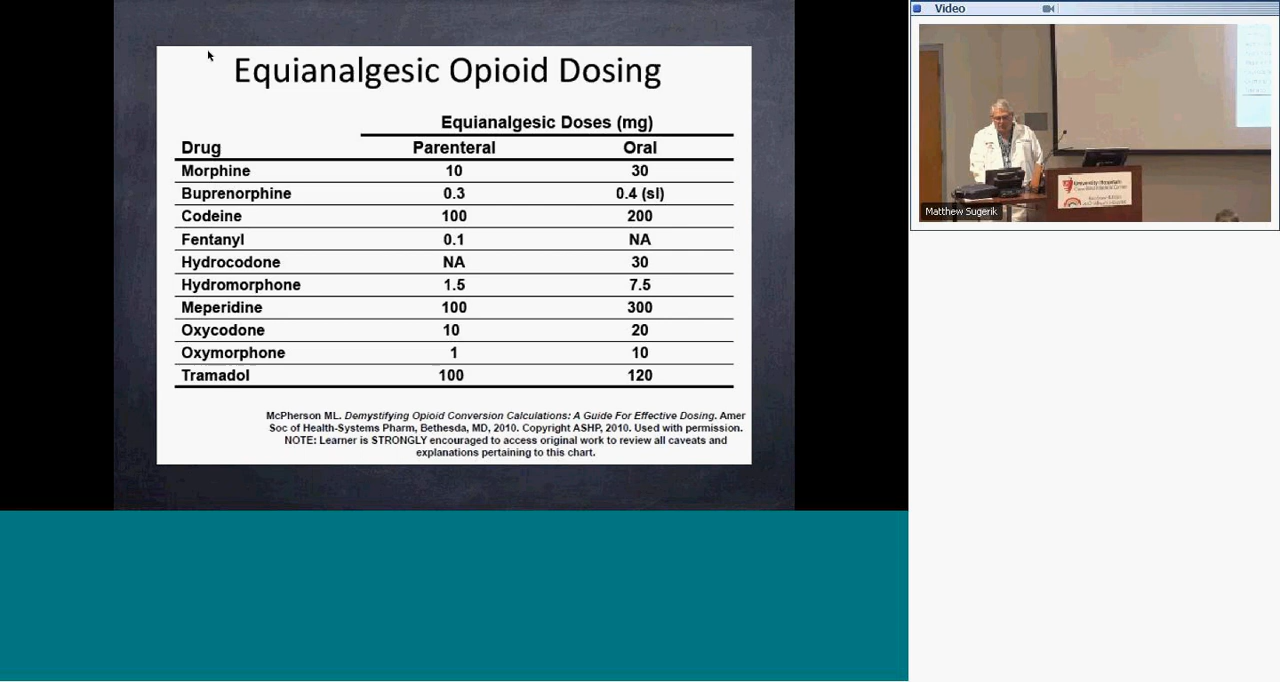 Equianalgesic Opioid Dosing
Equianalgesic Doses (mg)
Drug Parenteral Oral
Morphine 10 30
Buprenorphine 0.3 0.4 (sl)
Codeine 100 200
Fentanyl 0.1 NA
Hydrocodone NA 30
Hydromorphone 1.5 7.5
Meperidine 100 300
Oxycodone 10 20
Oxymorphone 1 10
Tramadol 100 120
McPherson ML. Demystifying Opioid Conversion Calculations: A Guide For Effective Dosing. Amer
Soc of Health-Systems Pharm, Bethesda, MD, 2010. Copyright ASHP, 2010. Used with permission.
NOTE: Learner is STRONGLY encouraged to access original work to review all caveats and
explanations pertaining to this chart.
Video
University Hospitals
Matthew Sugerik